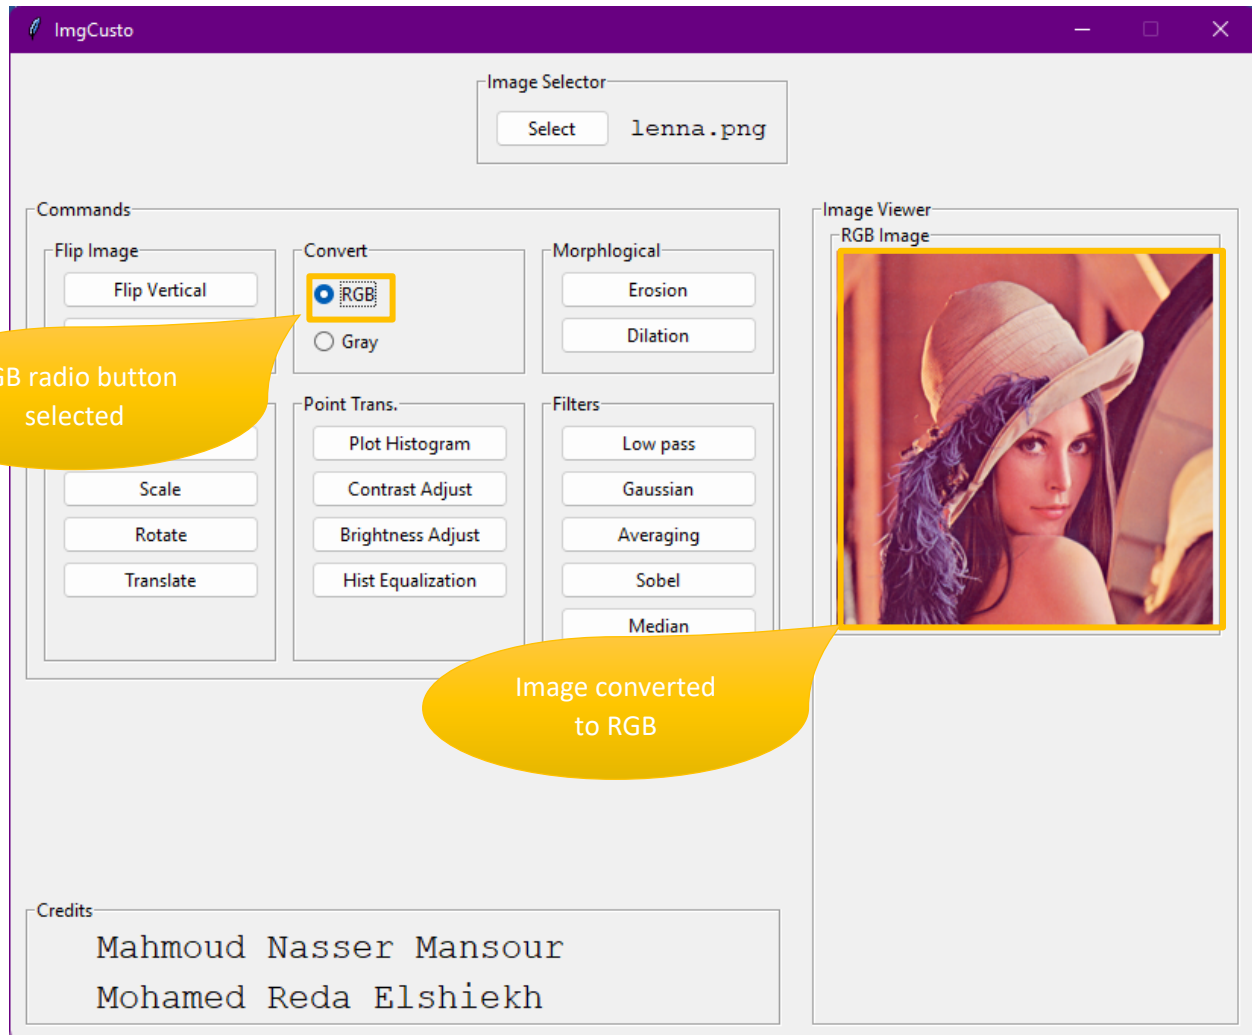 ImgCusto
Image Selector
Select lenna.png
Commands
Flip Image
Flip Vertical
Convert
RGB
Gray
Morphlogical
Erosion
Dilation
GB radio button
selected
Scale
Rotate
Translate
Point Trans.
Plot Histogram
Contrast Adjust
Brightness Adjust
Hist Equalization
Filters
Low pass
Gaussian
Averaging
Sobel
Median
Image converted
to RGB
Image Viewer
RGB Image
Credits
Mahmoud Nasser Mansour
Mohamed Reda Elshiekh